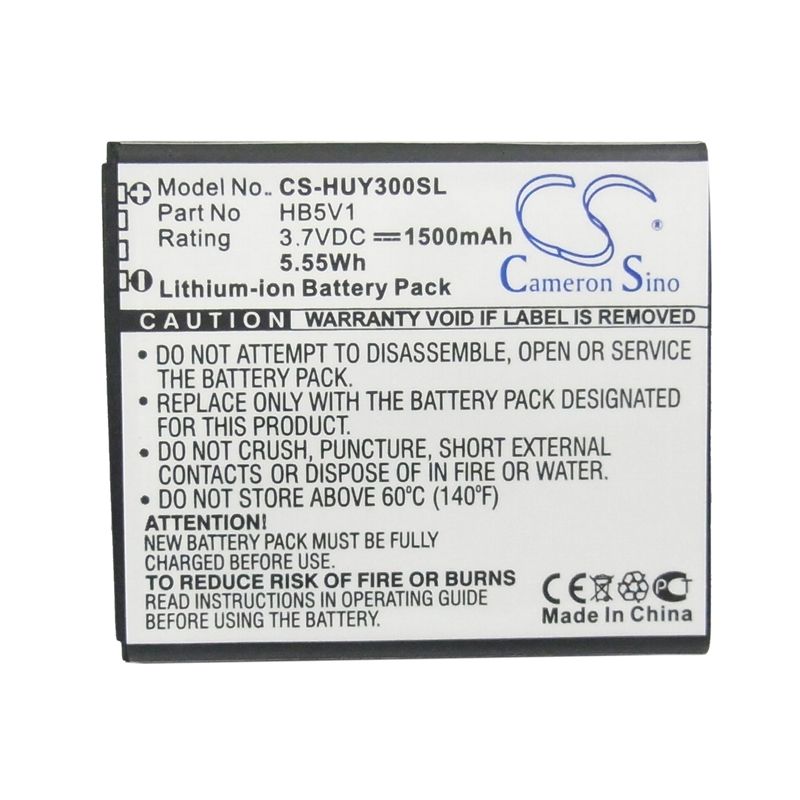 Model No. CS-HUY300SL
Part No HB5V1
Rating 3.7VDC 1500mAh
5.55Wh
Lithium-ion Battery Pack
CS
Cameron Sino
CAUTION WARRANTY VOID IF LABEL IS REMOVED
• DO NOT ATTEMPT TO DISASSEMBLE, OPEN OR SERVICE
THE BATTERY PACK.
• REPLACE ONLY WITH THE BATTERY PACK DESIGNATED
FOR THIS PRODUCT.
• DO NOT CRUSH, PUNCTURE, SHORT EXTERNAL
CONTACTS OR DISPOSE OF IN FIRE OR WATER.
• DO NOT STORE ABOVE 60°C (140°F)
ATTENTION!
NEW BATTERY PACK MUST BE FULLY
CHARGED BEFORE USE.
TO REDUCE RISK OF FIRE OR BURNS
READ INSTRUCTIONS IN OPERATING GUIDE
BEFORE USING.
CE PCT
Made In China